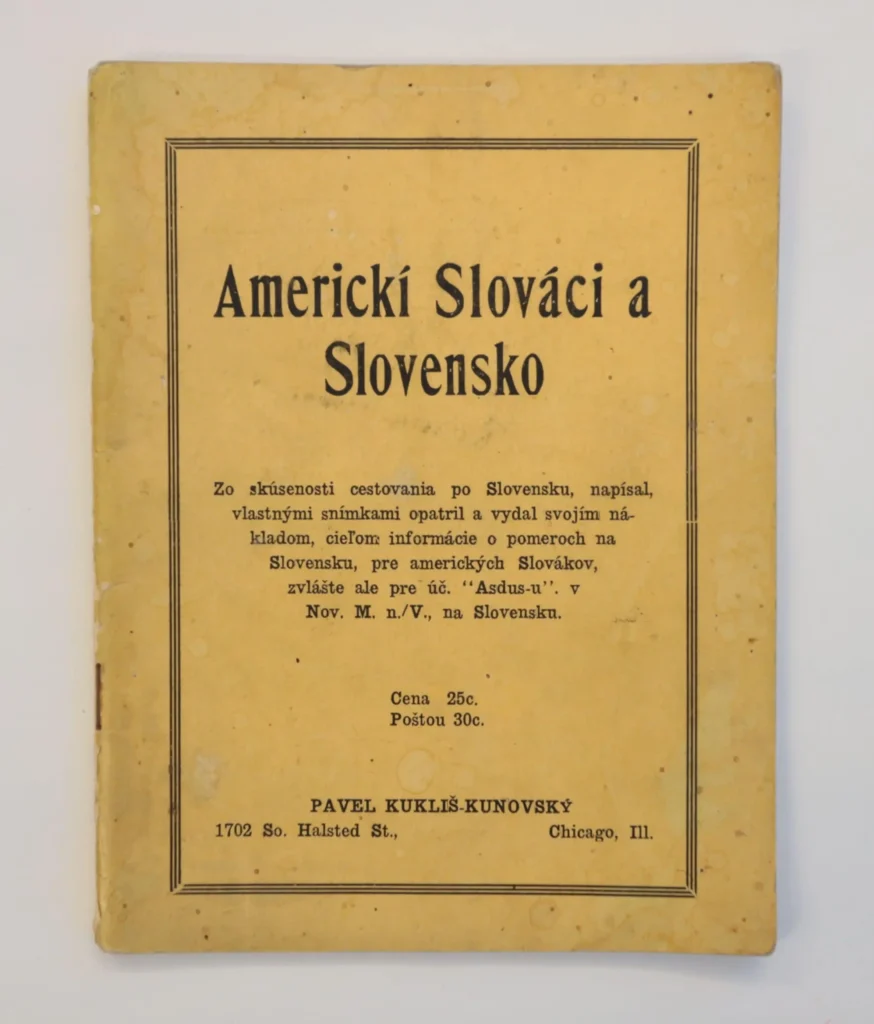 Americkí Slováci a
Slovensko
Zo skúsenosti cestovania po Slovensku, napísal,
vlastnými snímkami opatril a vydal svojím ná-
kladom, cieľom informácie o pomeroch na
Slovensku, pre amerických Slovákov,
zvlášte ale pre úč. "Asdus-u". v
Nov. M. n./V., na Slovensku.
Cena 25c.
Poštou 30c.
PAVEL KUKLIŠ-KUNOVSKÝ
1702 So. Halsted St., Chicago, Ill.